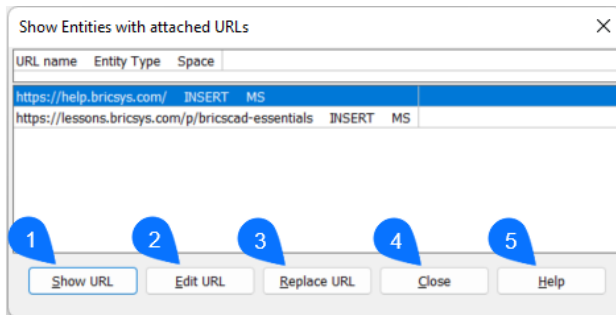 Show Entities with attached URLs
URL name Entity Type Space
https://help.bricsys.com/ INSERT MS
https://lessons.bricsys.com/p/bricscad-essentials INSERT MS
1 2 3 4 5
Show URL Edit URL Replace URL Close Help